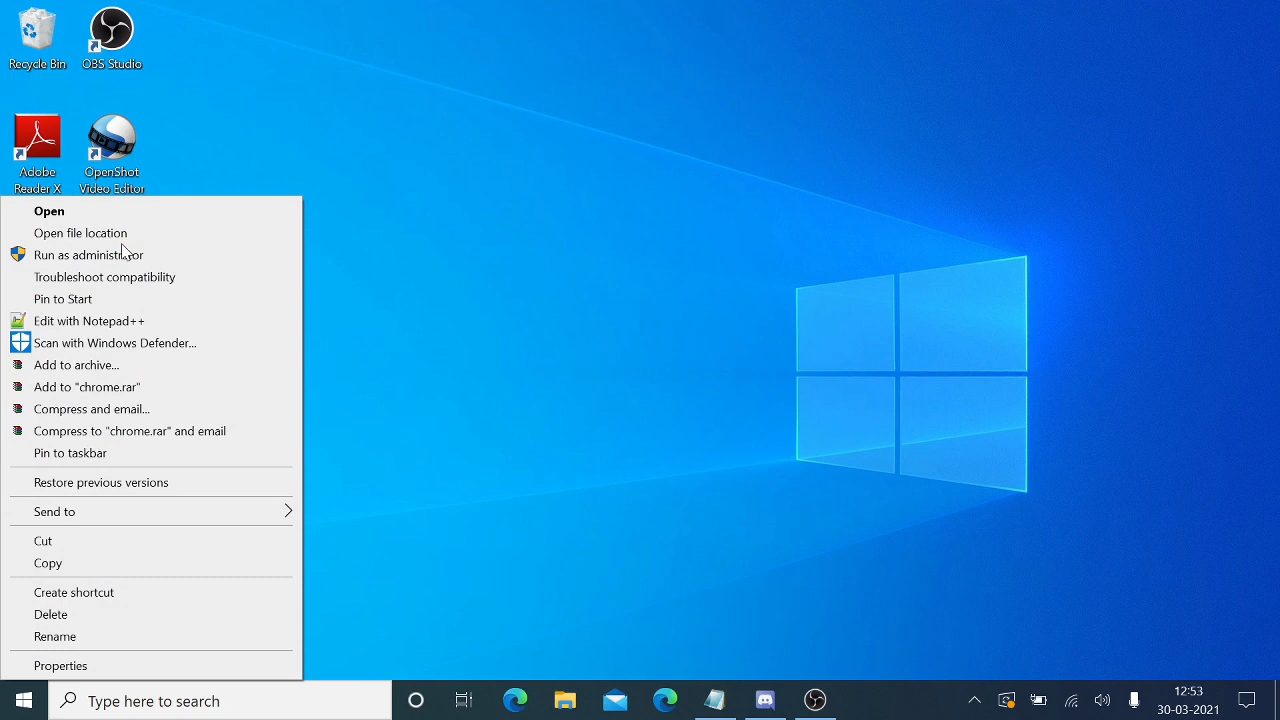 Recycle Bin
OBS Studio
Adobe
Reader X
OpenShot
Video Editor
Open
Open file location
Run as administrator
Troubleshoot compatibility
Pin to Start
Edit with Notepad++
Scan with Windows Defender...
Add to archive...
Add to "chrome.rar"
Compress and email...
Compress to "chrome.rar" and email
Pin to taskbar
Restore previous versions
Send to
Cut
Copy
Create shortcut
Delete
Rename
Properties
Type here to search
12:53
30-03-2021